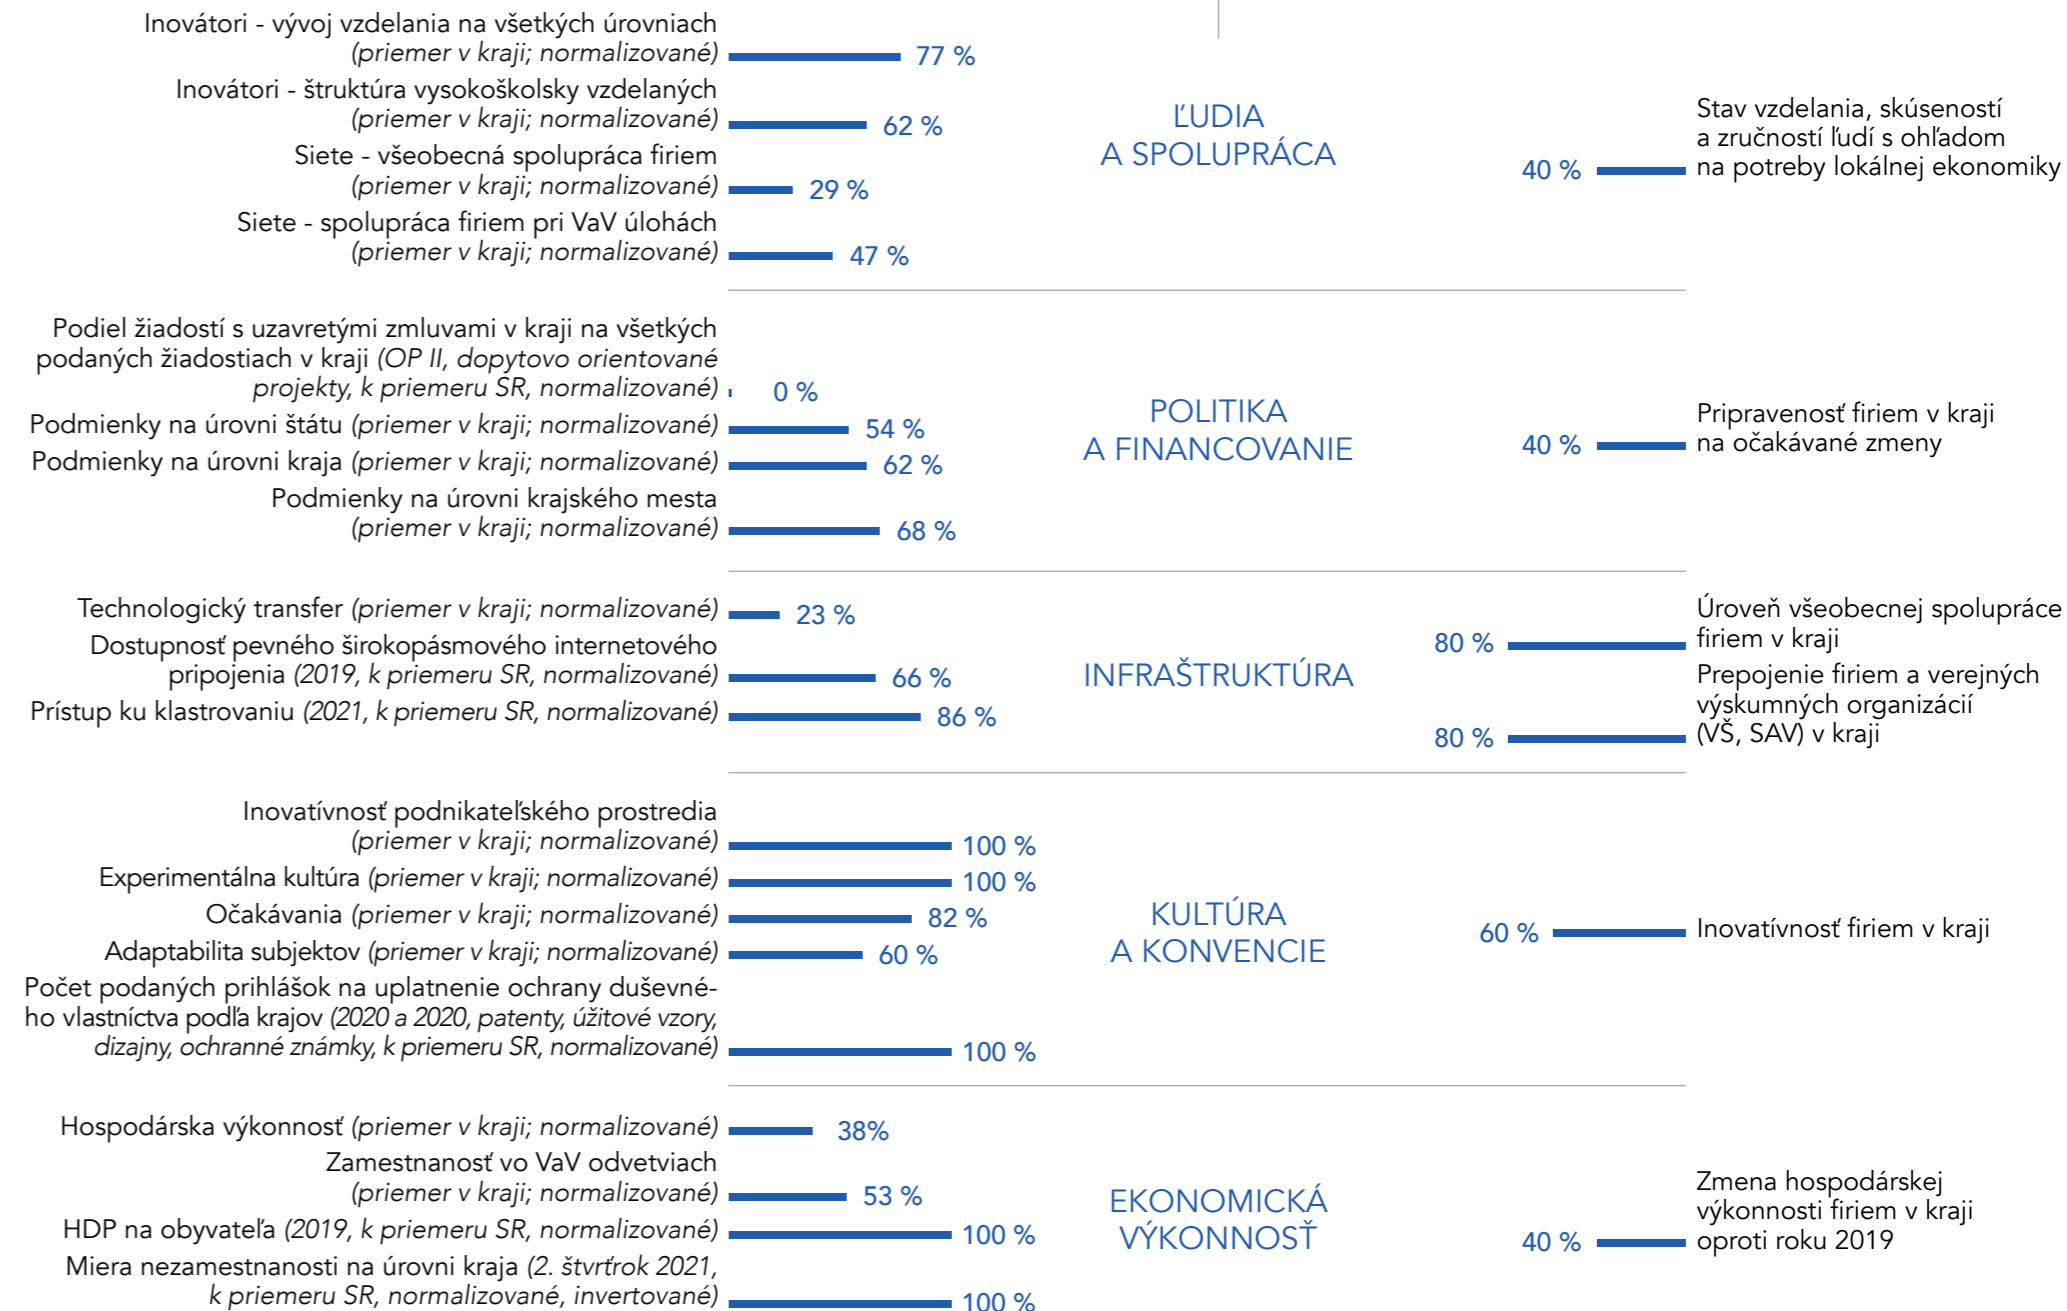 Inovátori - vývoj vzdelania na všetkých úrovniach
(priemer v kraji; normalizované) 77 %
Inovátori - štruktúra vysokoškolsky vzdelaných
(priemer v kraji; normalizované) 62 %
Siete - všeobecná spolupráca firiem
(priemer v kraji; normalizované) 29 %
Siete - spolupráca firiem pri VaV úlohách
(priemer v kraji; normalizované) 47 %
ĽUDIA
A SPOLUPRÁCA
40 %
Stav vzdelania, skúseností
a zručností ľudí s ohľadom
na potreby lokálnej ekonomiky
Podiel žiadostí s uzavretými zmluvami v kraji na všetkých
podaných žiadostiach v kraji (OP II, dopytovo orientované
projekty, k priemeru SR, normalizované) 0 %
Podmienky na úrovni štátu (priemer v kraji; normalizované) 54 %
Podmienky na úrovni kraja (priemer v kraji; normalizované) 62 %
Podmienky na úrovni krajského mesta
(priemer v kraji; normalizované) 68 %
POLITIKA
A FINANCOVANIE
40 %
Pripravenosť firiem v kraji
na očakávané zmeny
Technologický transfer (priemer v kraji; normalizované) 23 %
Dostupnosť pevného širokopásmového internetového
pripojenia (2019, k priemeru SR, normalizované) 66 %
Prístup ku klastrovaniu (2021, k priemeru SR, normalizované) 86 %
INFRAŠTRUKTÚRA
80 %
Úroveň všeobecnej spolupráce
firiem v kraji
80 %
Prepojenie firiem a verejných
výskumných organizácií
(VŠ, SAV) v kraji
Inovatívnosť podnikateľského prostredia
(priemer v kraji; normalizované) 100 %
Experimentálna kultúra (priemer v kraji; normalizované) 100 %
Očakávania (priemer v kraji; normalizované) 82 %
Adaptabilita subjektov (priemer v kraji; normalizované) 60 %
Počet podaných prihlášok na uplatnenie ochrany duševné-
ho vlastníctva podľa krajov (2020 a 2020, patenty, úžitové vzory,
dizajny, ochranné známky, k priemeru SR, normalizované) 100 %
KULTÚRA
A KONVENCIE
60 %
Inovatívnosť firiem v kraji
Hospodárska výkonnosť (priemer v kraji; normalizované) 38%
Zamestnanosť vo VaV odvetviach
(priemer v kraji; normalizované) 53 %
HDP na obyvateľa (2019, k priemeru SR, normalizované) 100 %
Miera nezamestnanosti na úrovni kraja (2. štvrťrok 2021,
k priemeru SR, normalizované, invertované) 100 %
EKONOMICKÁ
VÝKONNOSŤ
40 %
Zmena hospodárskej
výkonnosti firiem v kraji
oproti roku 2019